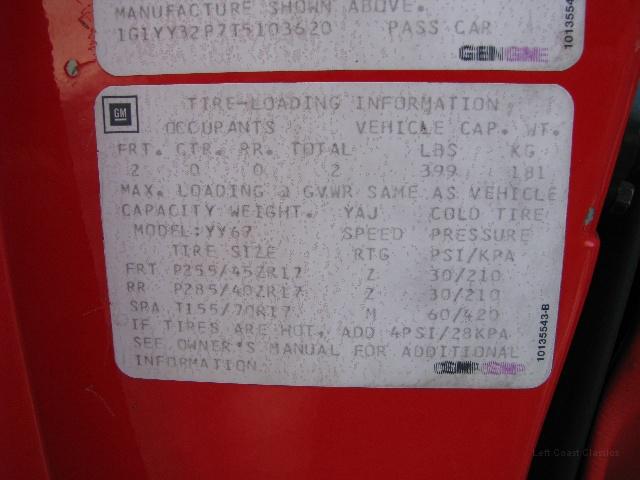 MANUFACTURE SHOWN ABOVE.
1G1YY32P7T5103620 PASS CAR
GENGNE
GM
TIRE-LOADING INFORMATION
OCCUPANTS VEHICLE CAP. WT.
FRT. CTR. RR. TOTAL LBS KG
2 0 0 2 399 181
MAX. LOADING @ GVWR SAME AS VEHICLE
CAPACITY WEIGHT. YAJ COLD TIRE
MODEL:YY67 SPEED PRESSURE
TIRE SIZE RTG PSI/KPA
FRT P255/45ZR17 Z 30/210
RR P285/40ZR17 Z 30/210
SPA T155/70R17 M 60/420
IF TIRES ARE HOT, ADD 4PSI/28KPA
SEE OWNER'S MANUAL FOR ADDITIONAL
INFORMATION
10135543-B
Left Coast Classics